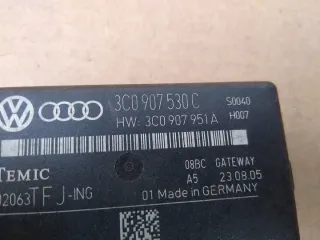 3C0 907 530 C S0040
HW: 3C0 907 951 A H007
TEMIC
08BC GATEWAY
02063TFJ-ING A5 23.08.05
01 Made in GERMANY